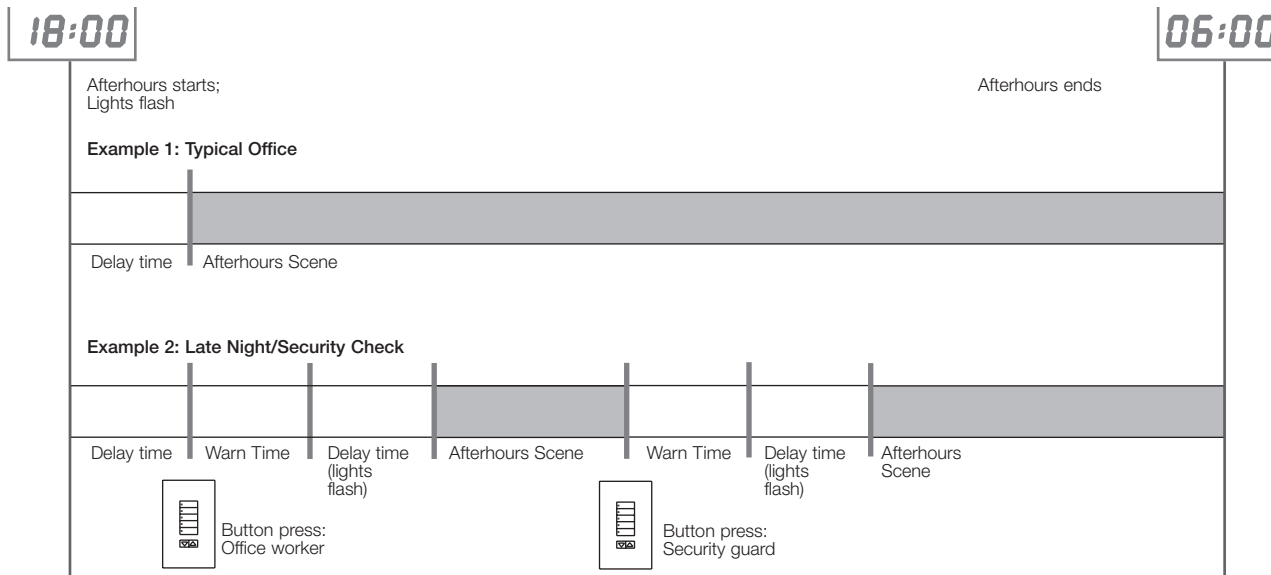 18:00
06:00
Afterhours starts;
Lights flash
Afterhours ends
Example 1: Typical Office
Delay time
Afterhours Scene
Example 2: Late Night/Security Check
Delay time
Warn Time
Delay time
(lights
flash)
Afterhours Scene
Warn Time
Delay time
(lights
flash)
Afterhours
Scene
Button press:
Office worker
Button press:
Security guard